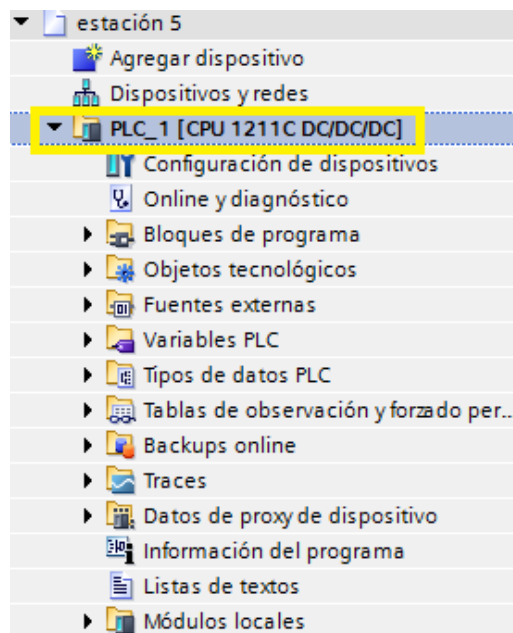 estación 5
Agregar dispositivo
Dispositivos y redes
PLC_1 [CPU 1211C DC/DC/DC]
Configuración de dispositivos
Online y diagnóstico
Bloques de programa
Objetos tecnológicos
Fuentes externas
Variables PLC
Tipos de datos PLC
Tablas de observación y forzado per...
Backups online
Traces
Datos de proxy de dispositivo
Información del programa
Listas de textos
Módulos locales